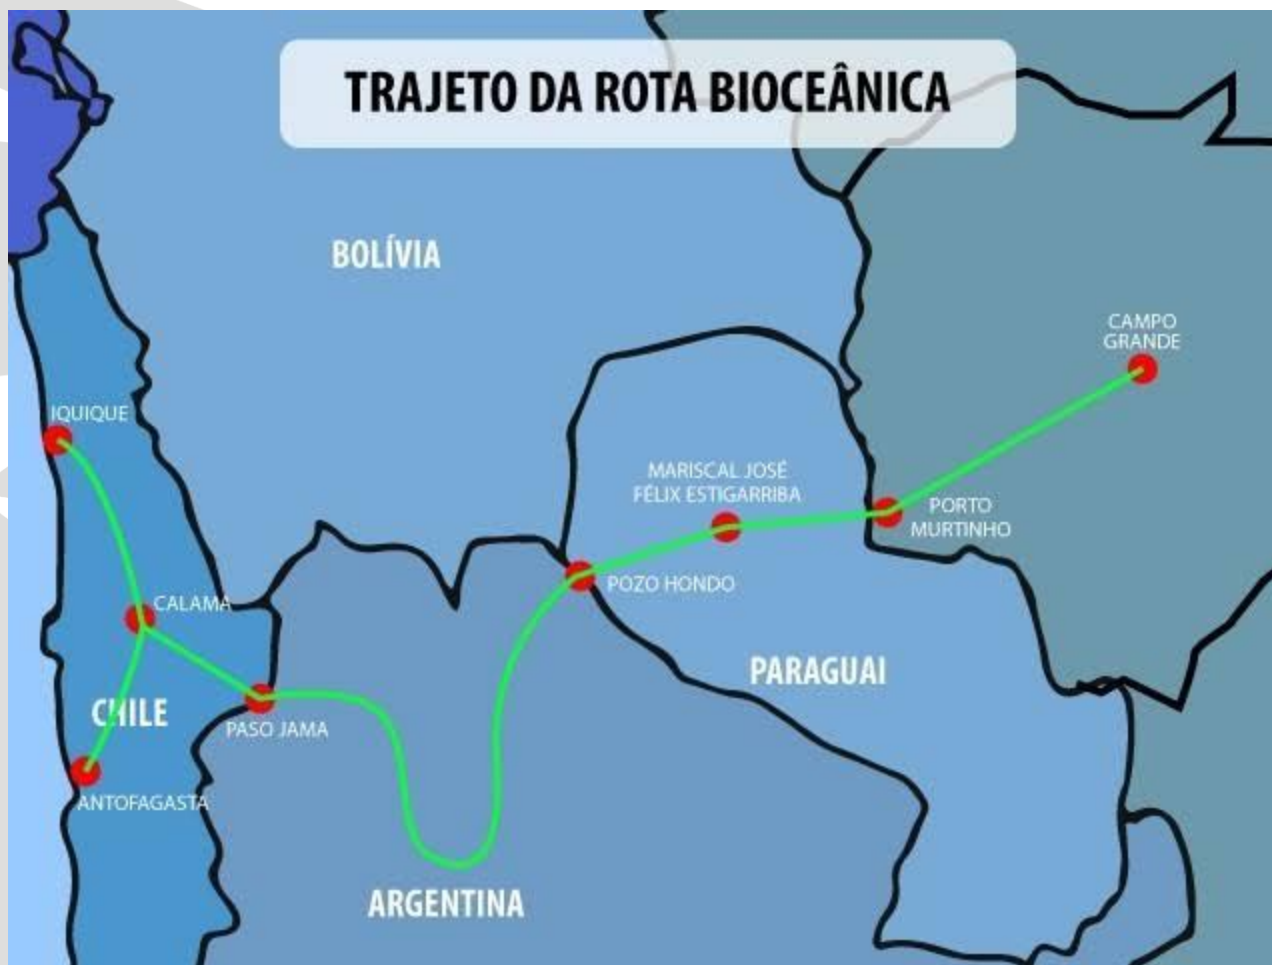 TRAJETO DA ROTA BIOCEÂNICA
BOLÍVIA
CAMPO
GRANDE
IQUIQUE
MARISCAL JOSÉ
FÉLIX ESTIGARRIBA
PORTO
MURTINHO
POZO HONDO
CALAMA
PARAGUAI
CHILE
PASO JAMA
ANTOFAGASTA
ARGENTINA